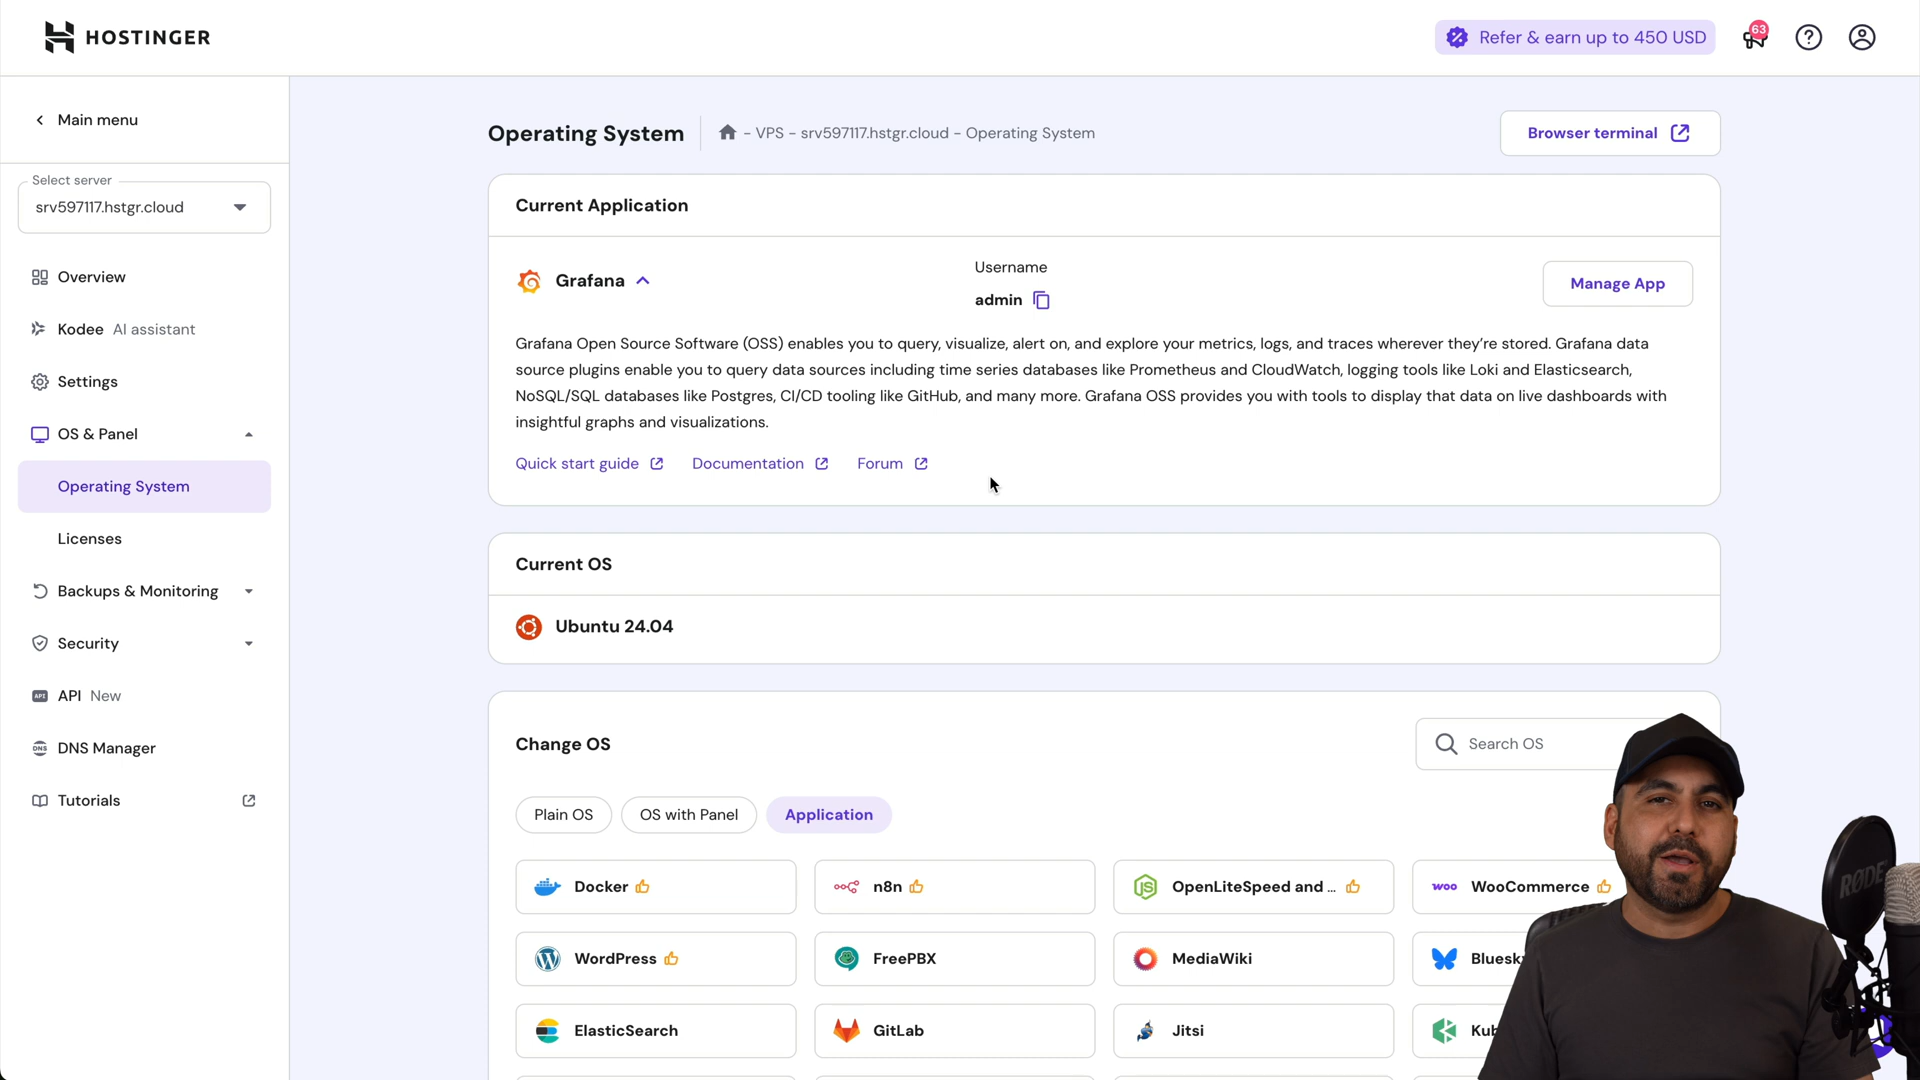 HOSTINGER
Refer & earn up to 450 USD
63
Main menu
Select server
srv597117.hstgr.cloud
Overview
Kodee AI assistant
Settings
OS & Panel
Operating System
Licenses
Backups & Monitoring
Security
API
API New
DNS
DNS Manager
Tutorials
Operating System
- VPS - srv597117.hstgr.cloud - Operating System
Browser terminal
Current Application
Grafana
Username
admin
Manage App
Grafana Open Source Software (OSS) enables you to query, visualize, alert on, and explore your metrics, logs, and traces wherever they're stored. Grafana data
source plugins enable you to query data sources including time series databases like Prometheus and CloudWatch, logging tools like Loki and Elasticsearch,
NoSQL/SQL databases like Postgres, CI/CD tooling like GitHub, and many more. Grafana OSS provides you with tools to display that data on live dashboards with
insightful graphs and visualizations.
Quick start guide
Documentation
Forum
Current OS
Ubuntu 24.04
Change OS
Search OS
Plain OS
OS with Panel
Application
Docker
n8n
OpenLiteSpeed and ...
woo
WooCommerce
WordPress
FreePBX
MediaWiki
Bluesk
ElasticSearch
GitLab
Jitsi
RØDE